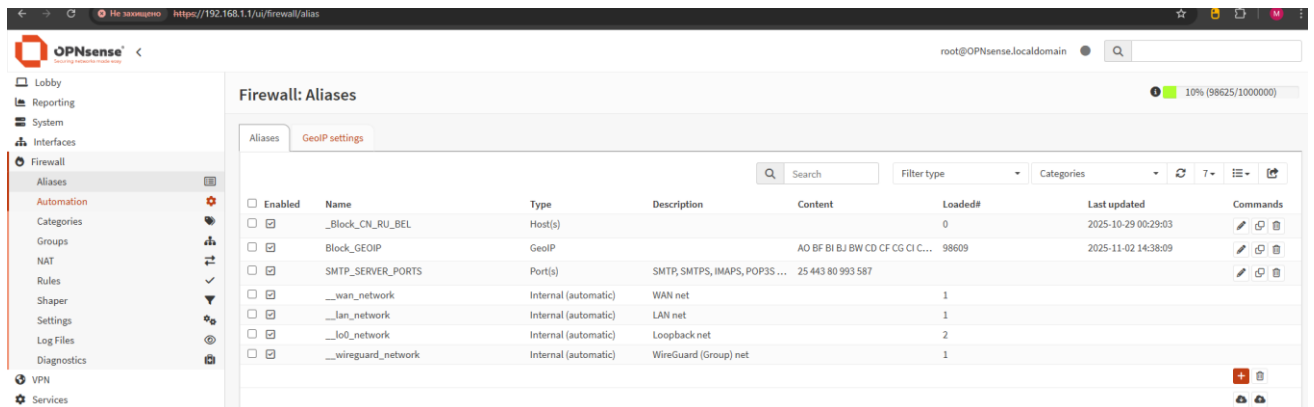 Не захищено https://192.168.1.1/ui/firewall/alias
OPNsense
root@OPNsense.localdomain
Lobby
Reporting
System
Interfaces
Firewall
Aliases
Automation
Categories
Groups
NAT
Rules
Shaper
Settings
Log Files
Diagnostics
VPN
Services
Firewall: Aliases
10% (98625/1000000)
Aliases GeoIP settings
Search Filter type Categories 7
Enabled Name Type Description Content Loaded# Last updated Commands
_Block_CN_RU_BEL Host(s) 0 2025-10-29 00:29:03
Block_GEOIP GeoIP AO BF BI BJ BW CD CF CG CI C... 98609 2025-11-02 14:38:09
SMTP_SERVER_PORTS Port(s) SMTP, SMTPS, IMAPS, POP3S ... 25 443 80 993 587
__wan_network Internal (automatic) WAN net 1
__lan_network Internal (automatic) LAN net 1
__lo0_network Internal (automatic) Loopback net 2
__wireguard_network Internal (automatic) WireGuard (Group) net 1